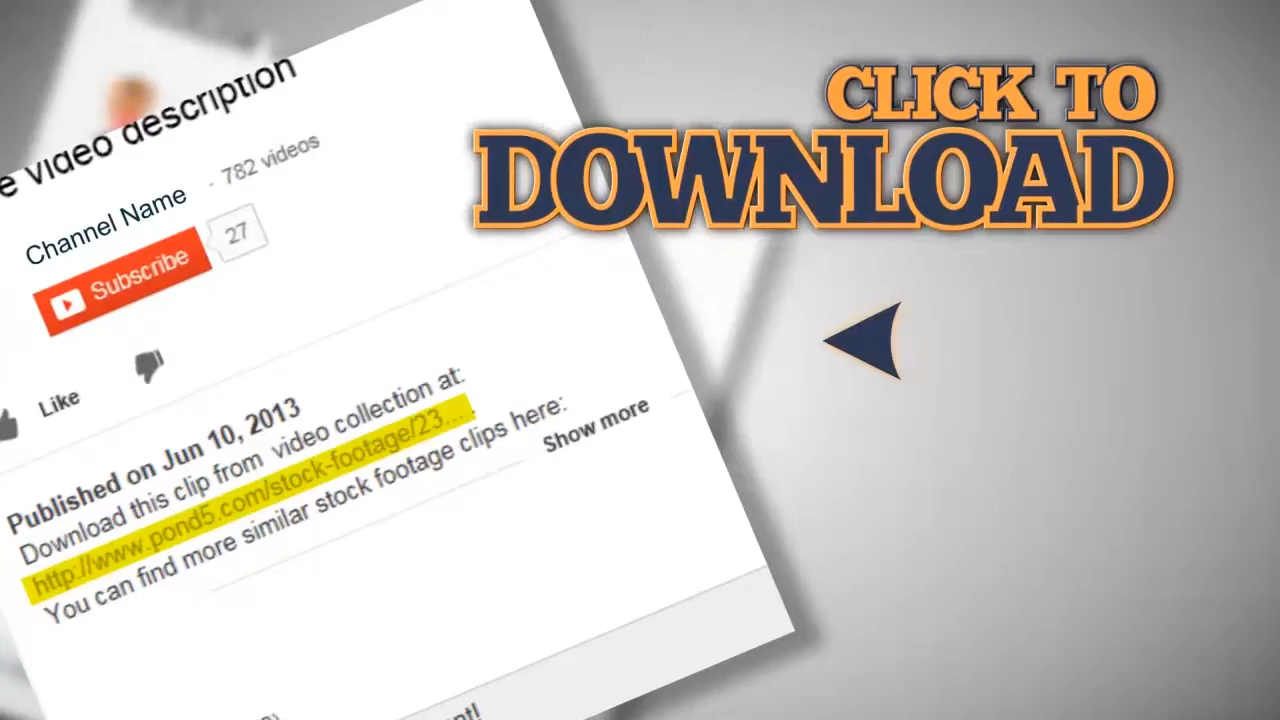 CLICK TO
DOWNLOAD
e video description
Channel Name
· 782 videos
Subscribe
27
Like
Published on Jun 10, 2013
Download this clip from video collection at:
http://www.pond5.com/stock-footage/23... .
You can find more similar stock footage clips here:
Show more